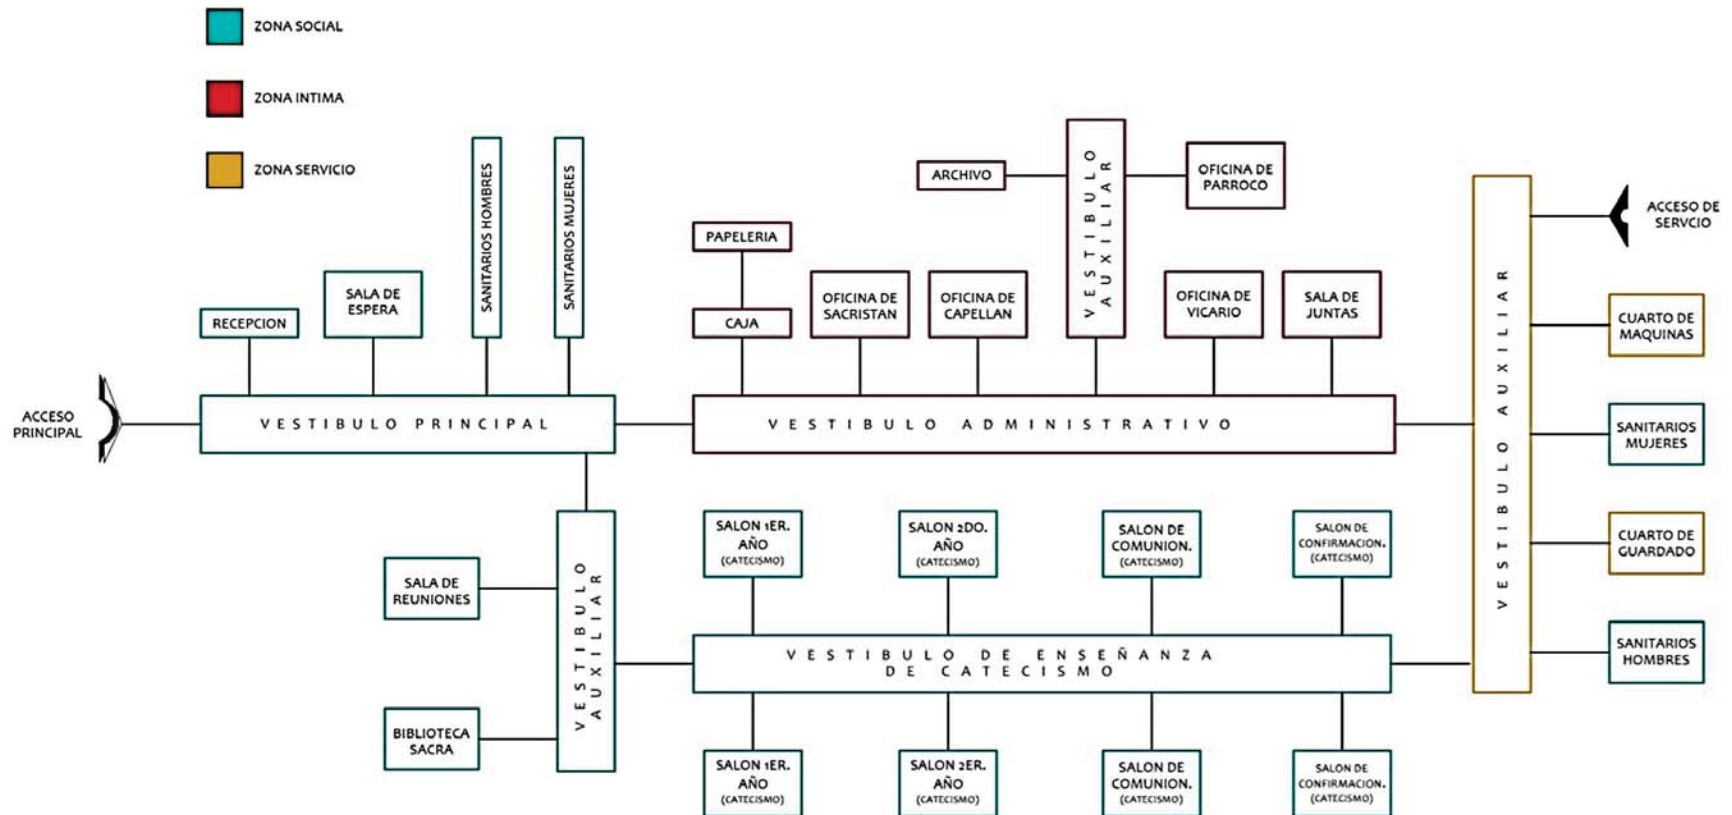 ZONA SOCIAL
ZONA INTIMA
ZONA SERVICIO
SANITARIOS HOMBRES
SANITARIOS MUJERES
RECEPCION
SALA DE
ESPERA
ACCESO
PRINCIPAL
VESTIBULO PRINCIPAL
PAPELERIA
CAJA
OFICINA DE
SACRISTAN
OFICINA DE
CAPELLAN
ARCHIVO
VESTIBULO
AUXILIAR
OFICINA DE
PARROCO
OFICINA DE
VICARIO
SALA DE
JUNTAS
VESTIBULO ADMINISTRATIVO
VESTIBULO AUXILIAR
ACCESO DE
SERVCIO
CUARTO DE
MAQUINAS
SANITARIOS
MUJERES
CUARTO DE
GUARDADO
SANITARIOS
HOMBRES
SALA DE
REUNIONES
BIBLIOTECA
SACRA
VESTIBULO
AUXILIAR
SALON 1ER.
AÑO
(CATECISMO)
SALON 2DO.
AÑO
(CATECISMO)
SALON DE
COMUNION.
(CATECISMO)
SALON DE
CONFIRMACION.
(CATECISMO)
VESTIBULO DE ENSEÑANZA
DE CATECISMO
SALON 1ER.
AÑO
(CATECISMO)
SALON 2ER.
AÑO
(CATECISMO)
SALON DE
COMUNION.
(CATECISMO)
SALON DE
CONFIRMACION.
(CATECISMO)